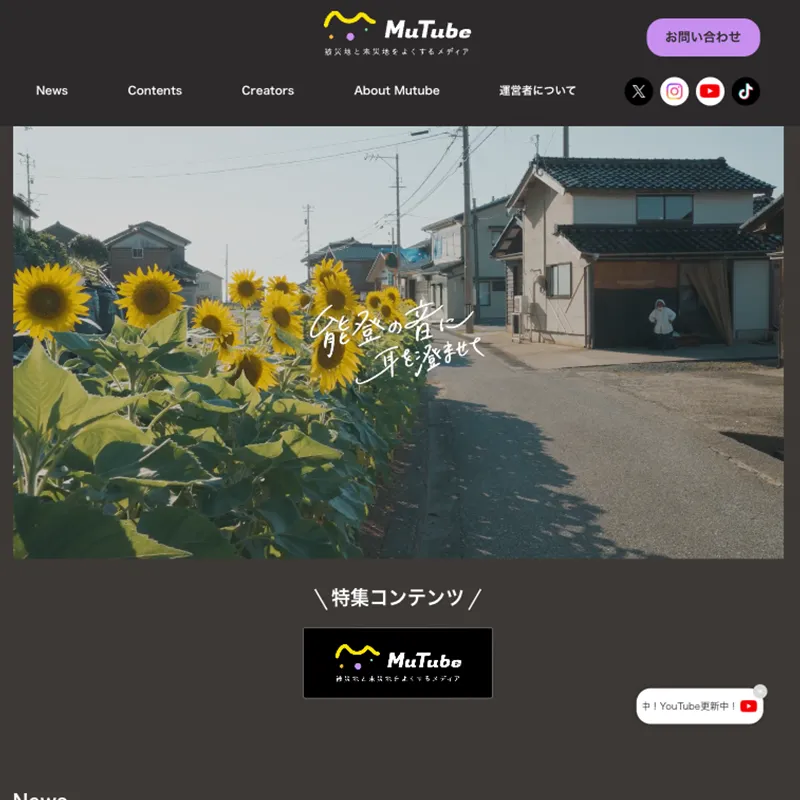 MuTube
被災地と未災地をよくするメディア
お問い合わせ
News
Contents
Creators
About Mutube
運営者について
能登の音に
耳を澄ませて
特集コンテンツ
MuTube
被災地と未災地をよくするメディア
中！YouTube更新中！
News